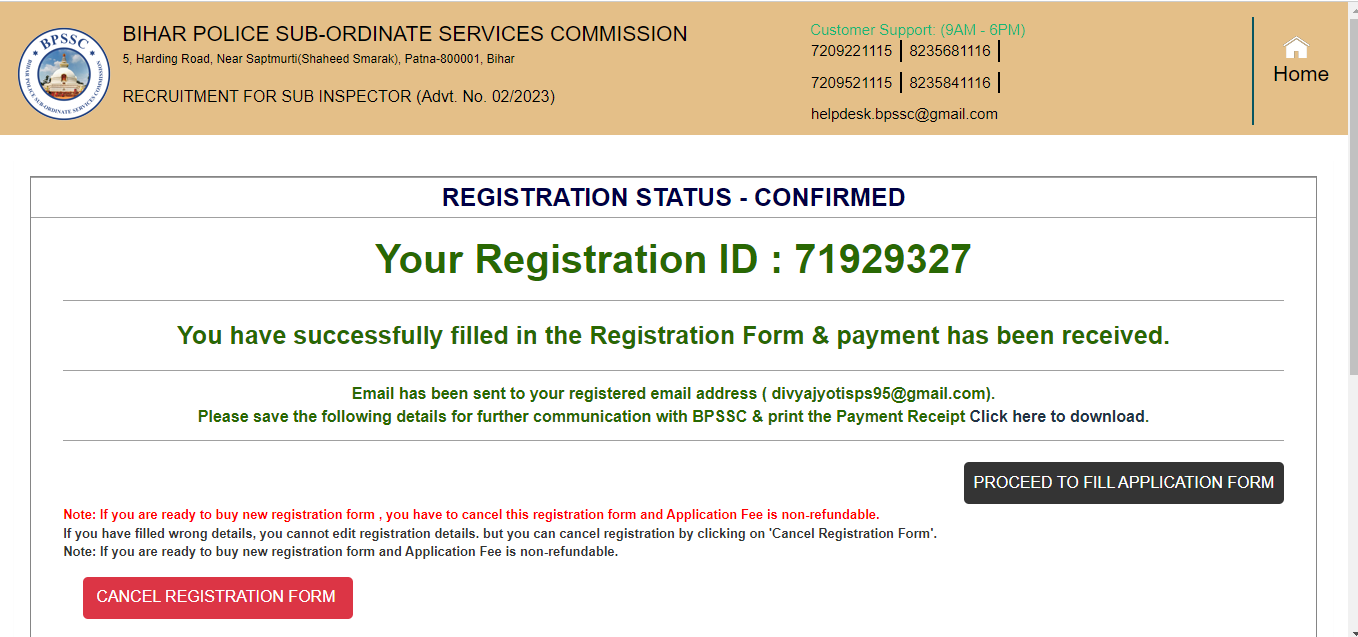 BPSSC
BIHAR POLICE SUB-ORDINATE SERVICES COMMISSION
BIHAR POLICE SUB-ORDINATE SERVICES COMMISSION
5, Harding Road, Near Saptmurti(Shaheed Smarak), Patna-800001, Bihar
RECRUITMENT FOR SUB INSPECTOR (Advt. No. 02/2023)
Customer Support: (9AM - 6PM)
7209221115 | 8235681116 |
7209521115 | 8235841116 |
helpdesk.bpssc@gmail.com
Home
REGISTRATION STATUS - CONFIRMED
Your Registration ID : 71929327
You have successfully filled in the Registration Form & payment has been received.
Email has been sent to your registered email address ( divyajyotisps95@gmail.com).
Please save the following details for further communication with BPSSC & print the Payment Receipt Click here to download.
PROCEED TO FILL APPLICATION FORM
Note: If you are ready to buy new registration form , you have to cancel this registration form and Application Fee is non-refundable.
If you have filled wrong details, you cannot edit registration details. but you can cancel registration by clicking on 'Cancel Registration Form'.
Note: If you are ready to buy new registration form and Application Fee is non-refundable.
CANCEL REGISTRATION FORM